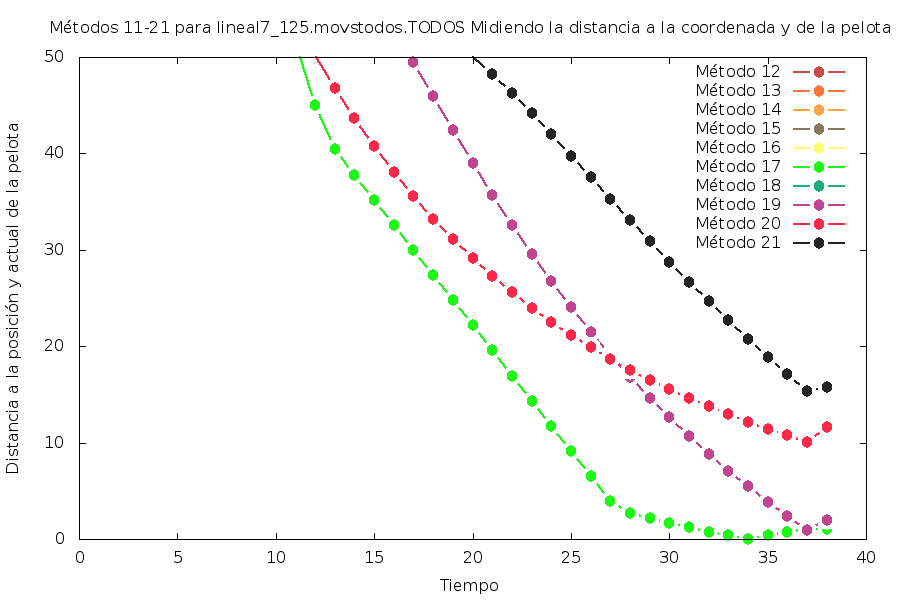 Métodos 11-21 para lineal7_125.movstodos.TODOS Midiendo la distancia a la coordenada y de la pelota
Distancia a la posición y actual de la pelota
50
40
30
20
10
0
Método 12
Método 13
Método 14
Método 15
Método 16
Método 17
Método 18
Método 19
Método 20
Método 21
0 5 10 15 20 25 30 35 40
Tiempo